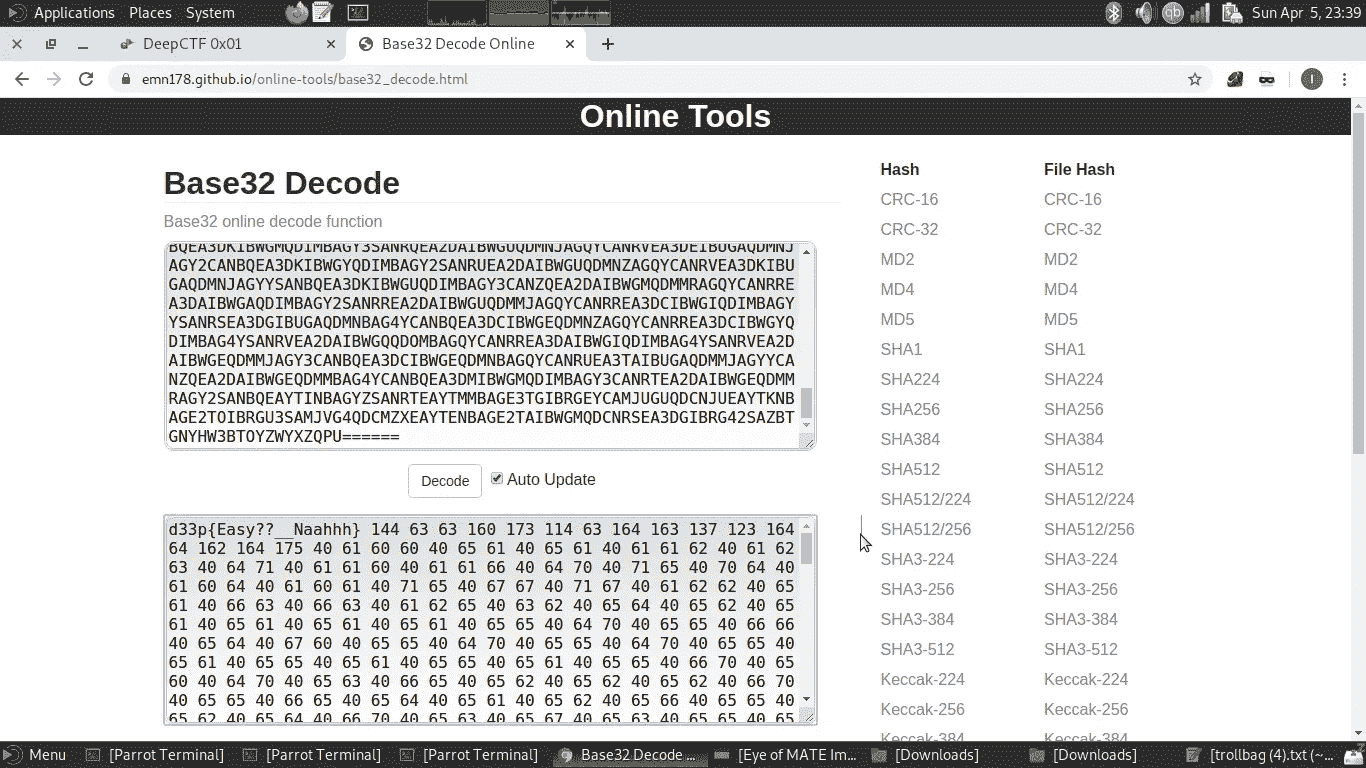 Applications Places System
Sun Apr 5, 23:39
DeepCTF 0x01
Base32 Decode Online
emn178.github.io/online-tools/base32_decode.html
Online Tools
Base32 Decode
Base32 online decode function
BQEA3DKIBWGMQDIMBAGY3SANRQEA2DAIBWGUQDMNJAGQYCANRVEA3DEIBUGAQDMNJ
AGY2CANBQEA3DKIBWGYQDIMBAGY2SANRUEA2DAIBWGUQDMNZAGQYCANRVEA3DKIBU
GAQDMNJAGYYSANBQEA3DKIBWGUQDIMBAGY3CANZQEA2DAIBWGMQDMMRAGQYCANRRE
A3DAIBWGAQDIMBAGY2SANRREA2DAIBWGUQDMMJAGQYCANRREA3DCIBWGIQDIMBAGY
YSANRSEA3DGIBUGAQDMNBAG4YCANBQEA3DCIBWGEQDMNZAGQYCANRREA3DCIBWGYQ
DIMBAG4YSANRVEA2DAIBWGQQDOMBAGQYCANRREA3DAIBWGIQDIMBAG4YSANRVEA2D
AIBWGEQDMMJAGY3CANBQEA3DCIBWGEQDMNBAGQYCANRUEA3TAIBUGAQDMMJAGYYCA
NZQEA2DAIBWGEQDMMBAG4YCANBQEA3DMIBWGMQDIMBAGY3CANRTEA2DAIBWGEQDMM
RAGY2SANBQEAYTINBAGYZSANRTEAYTMMBAGE3TGIBRGEYCAMJUGUQDCNJUEAYTKNB
AGE2TOIBRGU3SAMJVG4QDCMZXEAYTENBAGE2TAIBWGMQDCNRSEA3DGIBRG42SAZBT
GNYHW3BTOYZWYXZQPU======
Decode
Auto Update
d33p{Easy??__Naahhh} 144 63 63 160 173 114 63 164 163 137 123 164
64 162 164 175 40 61 60 60 40 65 61 40 65 61 40 61 61 62 40 61 62
63 40 64 71 40 61 61 60 40 61 61 66 40 64 70 40 71 65 40 70 64 40
61 60 64 40 61 60 61 40 71 65 40 67 67 40 71 67 40 61 62 62 40 65
61 40 66 63 40 66 63 40 61 62 65 40 63 62 40 65 64 40 65 62 40 65
61 40 65 61 40 65 61 40 65 61 40 65 65 40 64 70 40 65 65 40 66 66
40 65 64 40 67 60 40 65 65 40 64 70 40 65 65 40 64 70 40 65 65 40
65 61 40 65 65 40 65 61 40 65 65 40 65 61 40 65 65 40 66 70 40 65
60 40 64 70 40 65 63 40 66 65 40 65 62 40 65 62 40 65 62 40 66 70
40 65 65 40 66 65 40 65 64 40 65 61 40 65 62 40 65 66 40 65 65 40
65 62 40 65 64 40 66 70 40 65 63 40 65 67 40 65 63 40 65 65 40 65
Hash
CRC-16
CRC-32
MD2
MD4
MD5
SHA1
SHA224
SHA256
SHA384
SHA512
SHA512/224
SHA512/256
SHA3-224
SHA3-256
SHA3-384
SHA3-512
Keccak-224
Keccak-256
Keccak-384
File Hash
CRC-16
CRC-32
MD2
MD4
MD5
SHA1
SHA224
SHA256
SHA384
SHA512
SHA512/224
SHA512/256
SHA3-224
SHA3-256
SHA3-384
SHA3-512
Keccak-224
Keccak-256
Keccak-384
Menu
[Parrot Terminal]
[Parrot Terminal]
[Parrot Terminal]
Base32 Decode ...
[Eye of MATE Im...
[Downloads]
[Downloads]
[trollbag (4).txt (~...